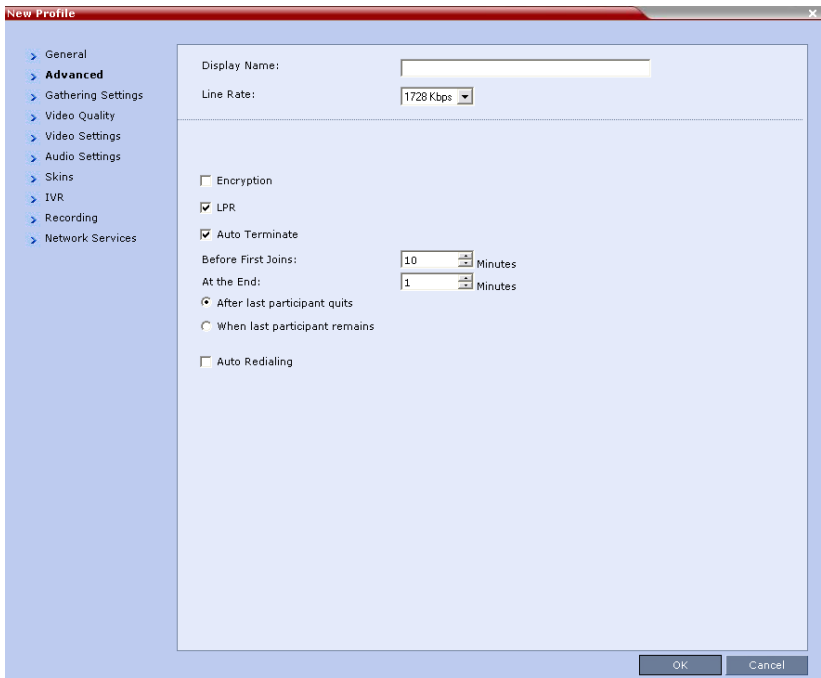 New Profile
General
Advanced
Gathering Settings
Video Quality
Video Settings
Audio Settings
Skins
IVR
Recording
Network Services
Display Name:
Line Rate: 1728 Kbps
Encryption
LPR
Auto Terminate
Before First Joins: 10 Minutes
At the End: 1 Minutes
After last participant quits
When last participant remains
Auto Redialing
OK Cancel